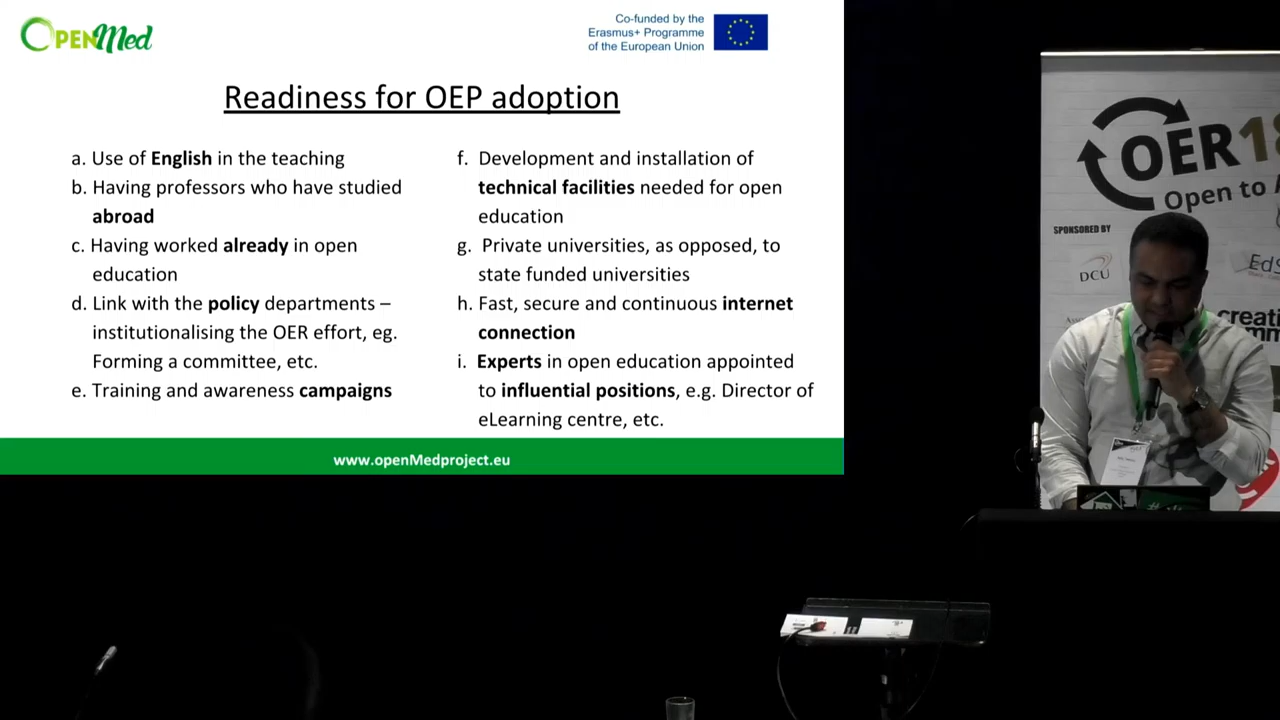 OPENMed
Co-funded by the
Erasmus+ Programme
of the European Union
Readiness for OEP adoption
a. Use of English in the teaching
b. Having professors who have studied
abroad
c. Having worked already in open
education
d. Link with the policy departments –
institutionalising the OER effort, eg.
Forming a committee, etc.
e. Training and awareness campaigns
f. Development and installation of
technical facilities needed for open
education
g. Private universities, as opposed, to
state funded universities
h. Fast, secure and continuous internet
connection
i. Experts in open education appointed
to influential positions, e.g. Director of
eLearning centre, etc.
www.openMedproject.eu
OER18
Open to
SPONSORED BY
DCU